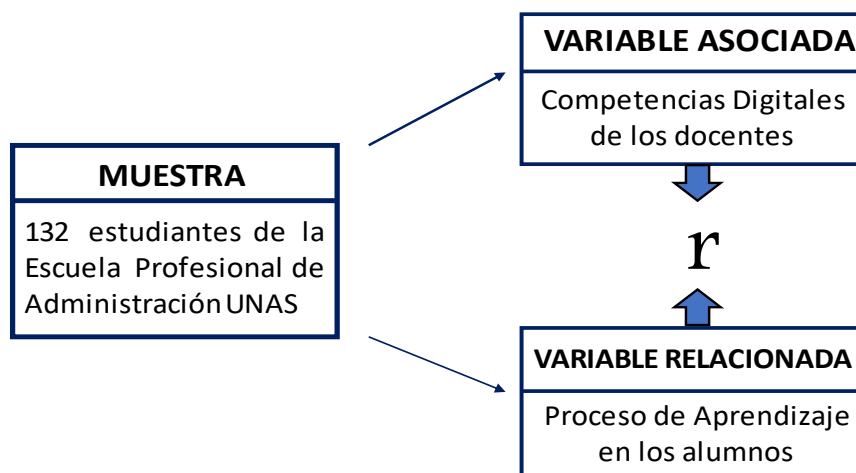 MUESTRA
132 estudiantes de la
Escuela Profesional de
Administración UNAS
VARIABLE ASOCIADA
Competencias Digitales
de los docentes
r
VARIABLE RELACIONADA
Proceso de Aprendizaje
en los alumnos